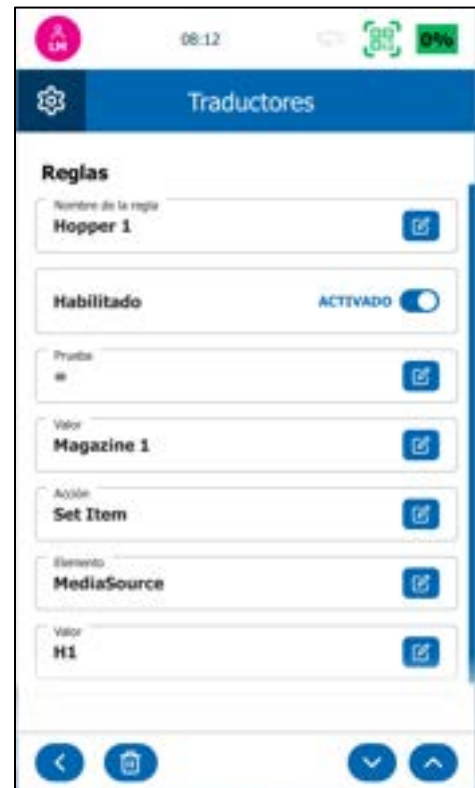 LM
08:12
0%
Traductores
Reglas
Nombre de la regla
Hopper 1
Habilitado
ACTIVADO
Prueba
=
Valor
Magazine 1
Acción
Set Item
Elemento
MediaSource
Valor
H1